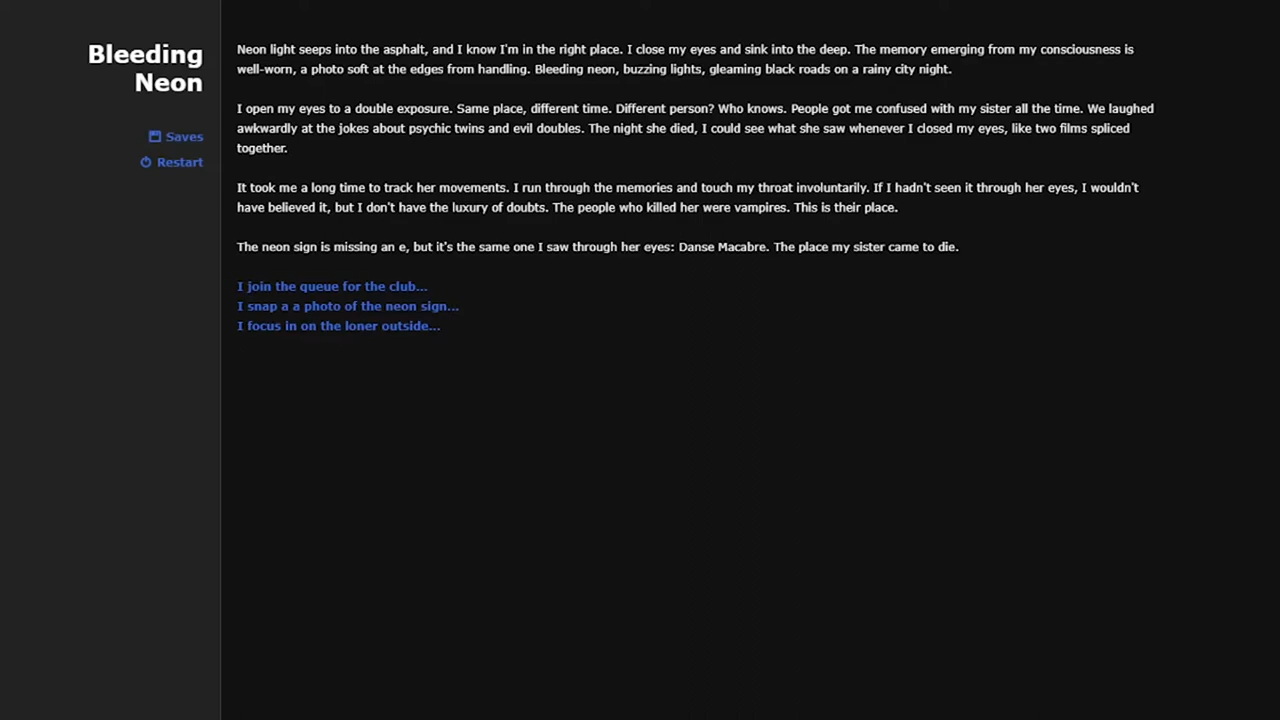 Bleeding
Neon
Saves
Restart
Neon light seeps into the asphalt, and I know I'm in the right place. I close my eyes and sink into the deep. The memory emerging from my consciousness is
well-worn, a photo soft at the edges from handling. Bleeding neon, buzzing lights, gleaming black roads on a rainy city night.
I open my eyes to a double exposure. Same place, different time. Different person? Who knows. People got me confused with my sister all the time. We laughed
awkwardly at the jokes about psychic twins and evil doubles. The night she died, I could see what she saw whenever I closed my eyes, like two films spliced
together.
It took me a long time to track her movements. I run through the memories and touch my throat involuntarily. If I hadn't seen it through her eyes, I wouldn't
have believed it, but I don't have the luxury of doubts. The people who killed her were vampires. This is their place.
The neon sign is missing an e, but it's the same one I saw through her eyes: Danse Macabre. The place my sister came to die.
I join the queue for the club...
I snap a a photo of the neon sign...
I focus in on the loner outside...